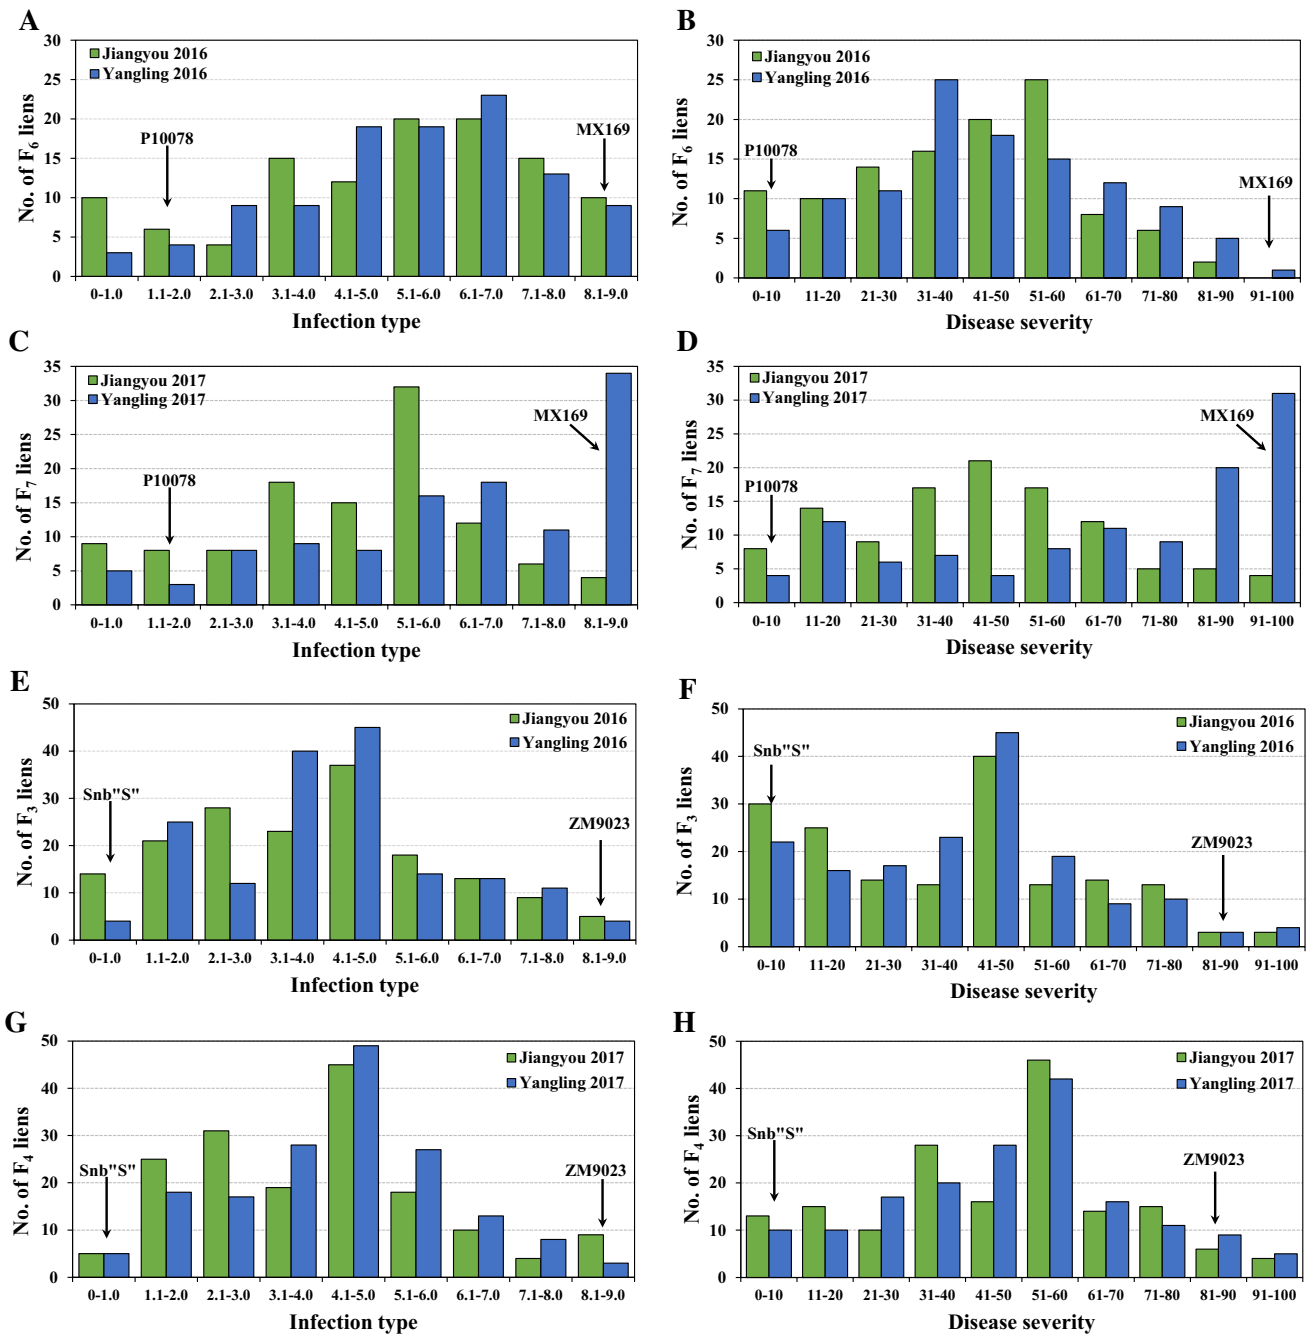 A
No. of F6 liens
30
25
20
15
10
5
0
Jiangyou 2016
Yangling 2016
P10078
MX169
0-1.0 1.1-2.0 2.1-3.0 3.1-4.0 4.1-5.0 5.1-6.0 6.1-7.0 7.1-8.0 8.1-9.0
Infection type
B
No. of F6 liens
30
25
20
15
10
5
0
Jiangyou 2016
Yangling 2016
P10078
MX169
0-10 11-20 21-30 31-40 41-50 51-60 61-70 71-80 81-90 91-100
Disease severity
C
No. of F7 liens
35
30
25
20
15
10
5
0
Jiangyou 2017
Yangling 2017
P10078
MX169
0-1.0 1.1-2.0 2.1-3.0 3.1-4.0 4.1-5.0 5.1-6.0 6.1-7.0 7.1-8.0 8.1-9.0
Infection type
D
No. of F7 liens
35
30
25
20
15
10
5
0
Jiangyou 2017
Yangling 2017
P10078
MX169
0-10 11-20 21-30 31-40 41-50 51-60 61-70 71-80 81-90 91-100
Disease severity
E
No. of F3 liens
50
40
30
20
10
0
Jiangyou 2016
Yangling 2016
Snb"S"
ZM9023
0-1.0 1.1-2.0 2.1-3.0 3.1-4.0 4.1-5.0 5.1-6.0 6.1-7.0 7.1-8.0 8.1-9.0
Infection type
F
No. of F3 liens
50
40
30
20
10
0
Jiangyou 2016
Yangling 2016
Snb"S"
ZM9023
0-10 11-20 21-30 31-40 41-50 51-60 61-70 71-80 81-90 91-100
Disease severity
G
No. of F4 liens
50
40
30
20
10
0
Jiangyou 2017
Yangling 2017
Snb"S"
ZM9023
0-1.0 1.1-2.0 2.1-3.0 3.1-4.0 4.1-5.0 5.1-6.0 6.1-7.0 7.1-8.0 8.1-9.0
Infection type
H
No. of F4 liens
50
40
30
20
10
0
Jiangyou 2017
Yangling 2017
Snb"S"
ZM9023
0-10 11-20 21-30 31-40 41-50 51-60 61-70 71-80 81-90 91-100
Disease severity